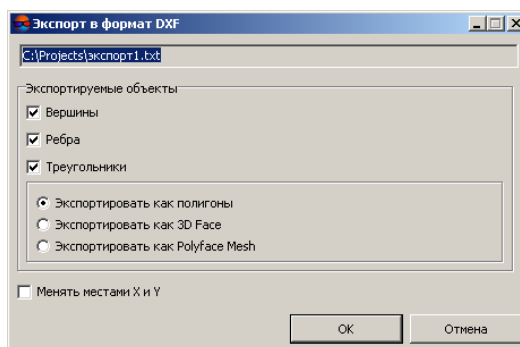 Экспорт в формат DXF
C:\Projects\экспорт1.txt
Экспортируемые объекты
Вершины
Ребра
Треугольники
Экспортировать как полигоны
Экспортировать как 3D Face
Экспортировать как Polyface Mesh
Менять местами X и Y
OK
Отмена